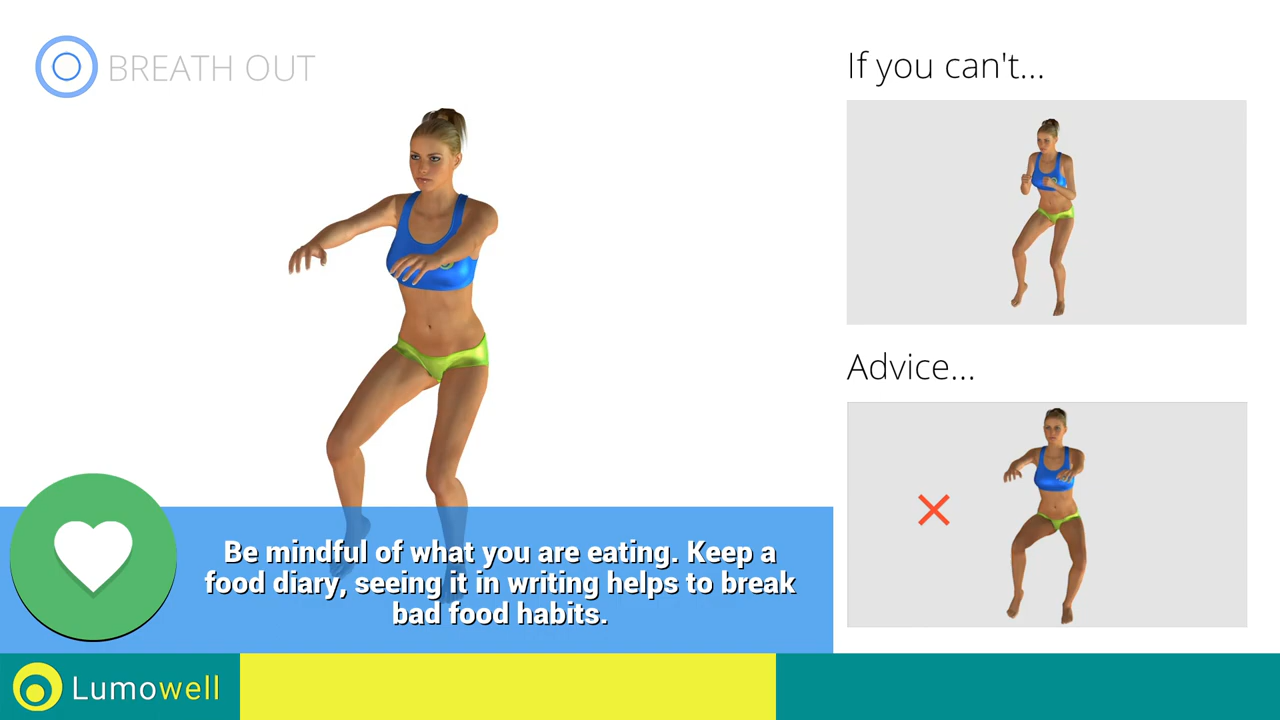 BREATH OUT
If you can't...
Advice...
Be mindful of what you are eating. Keep a
food diary, seeing it in writing helps to break
bad food habits.
Lumowell